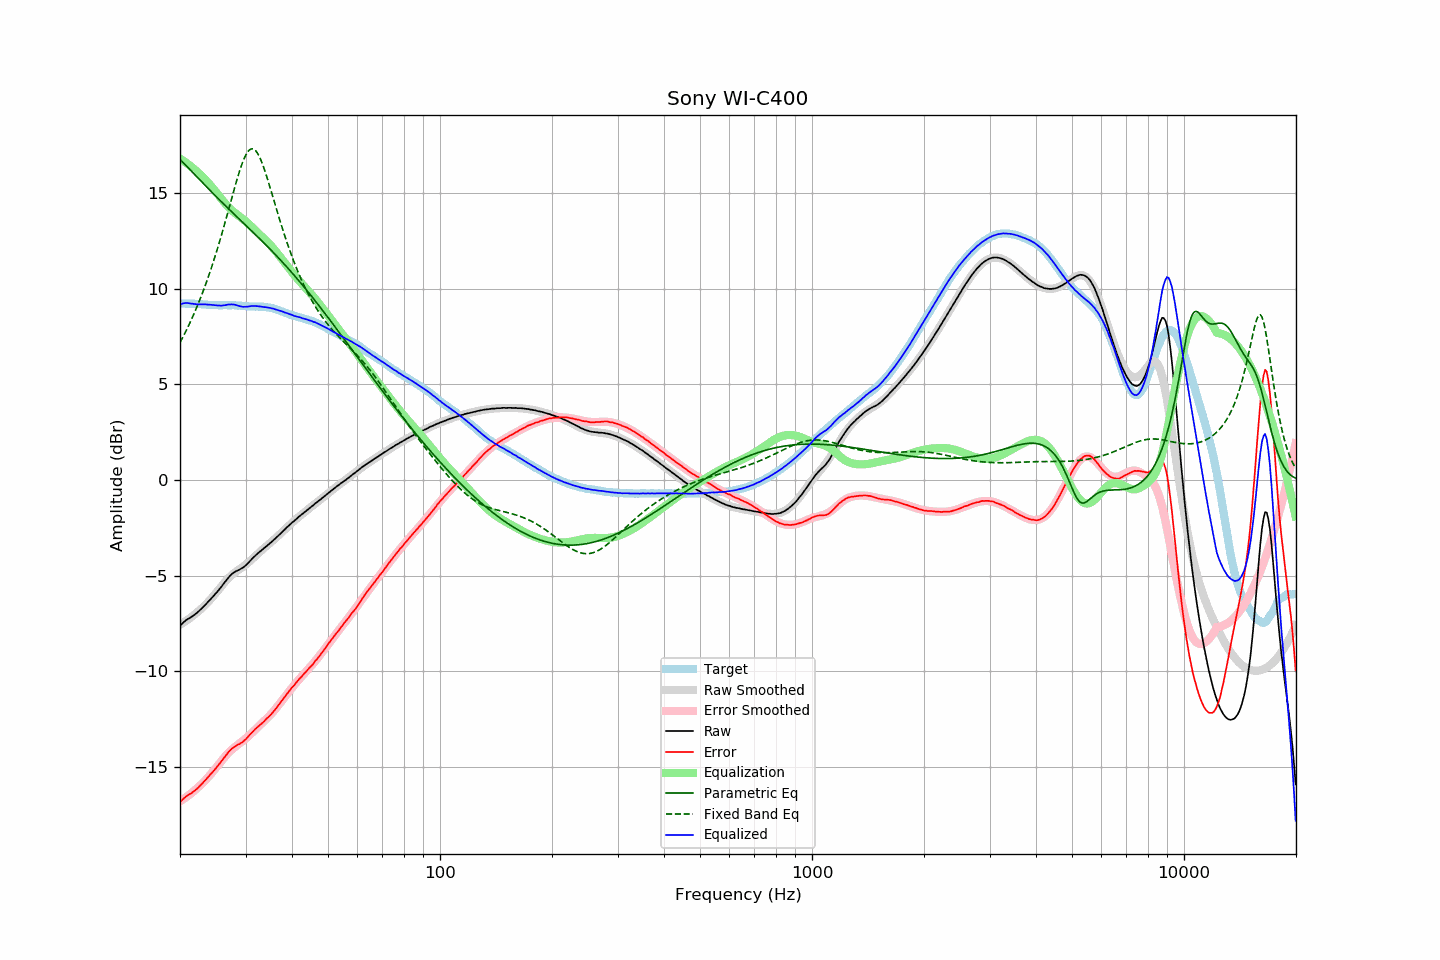 Sony WI-C400
Amplitude (dBr)
15
10
5
0
−5
−10
−15
Target
Raw Smoothed
Error Smoothed
Raw
Error
Equalization
Parametric Eq
Fixed Band Eq
Equalized
100
1000
10000
Frequency (Hz)